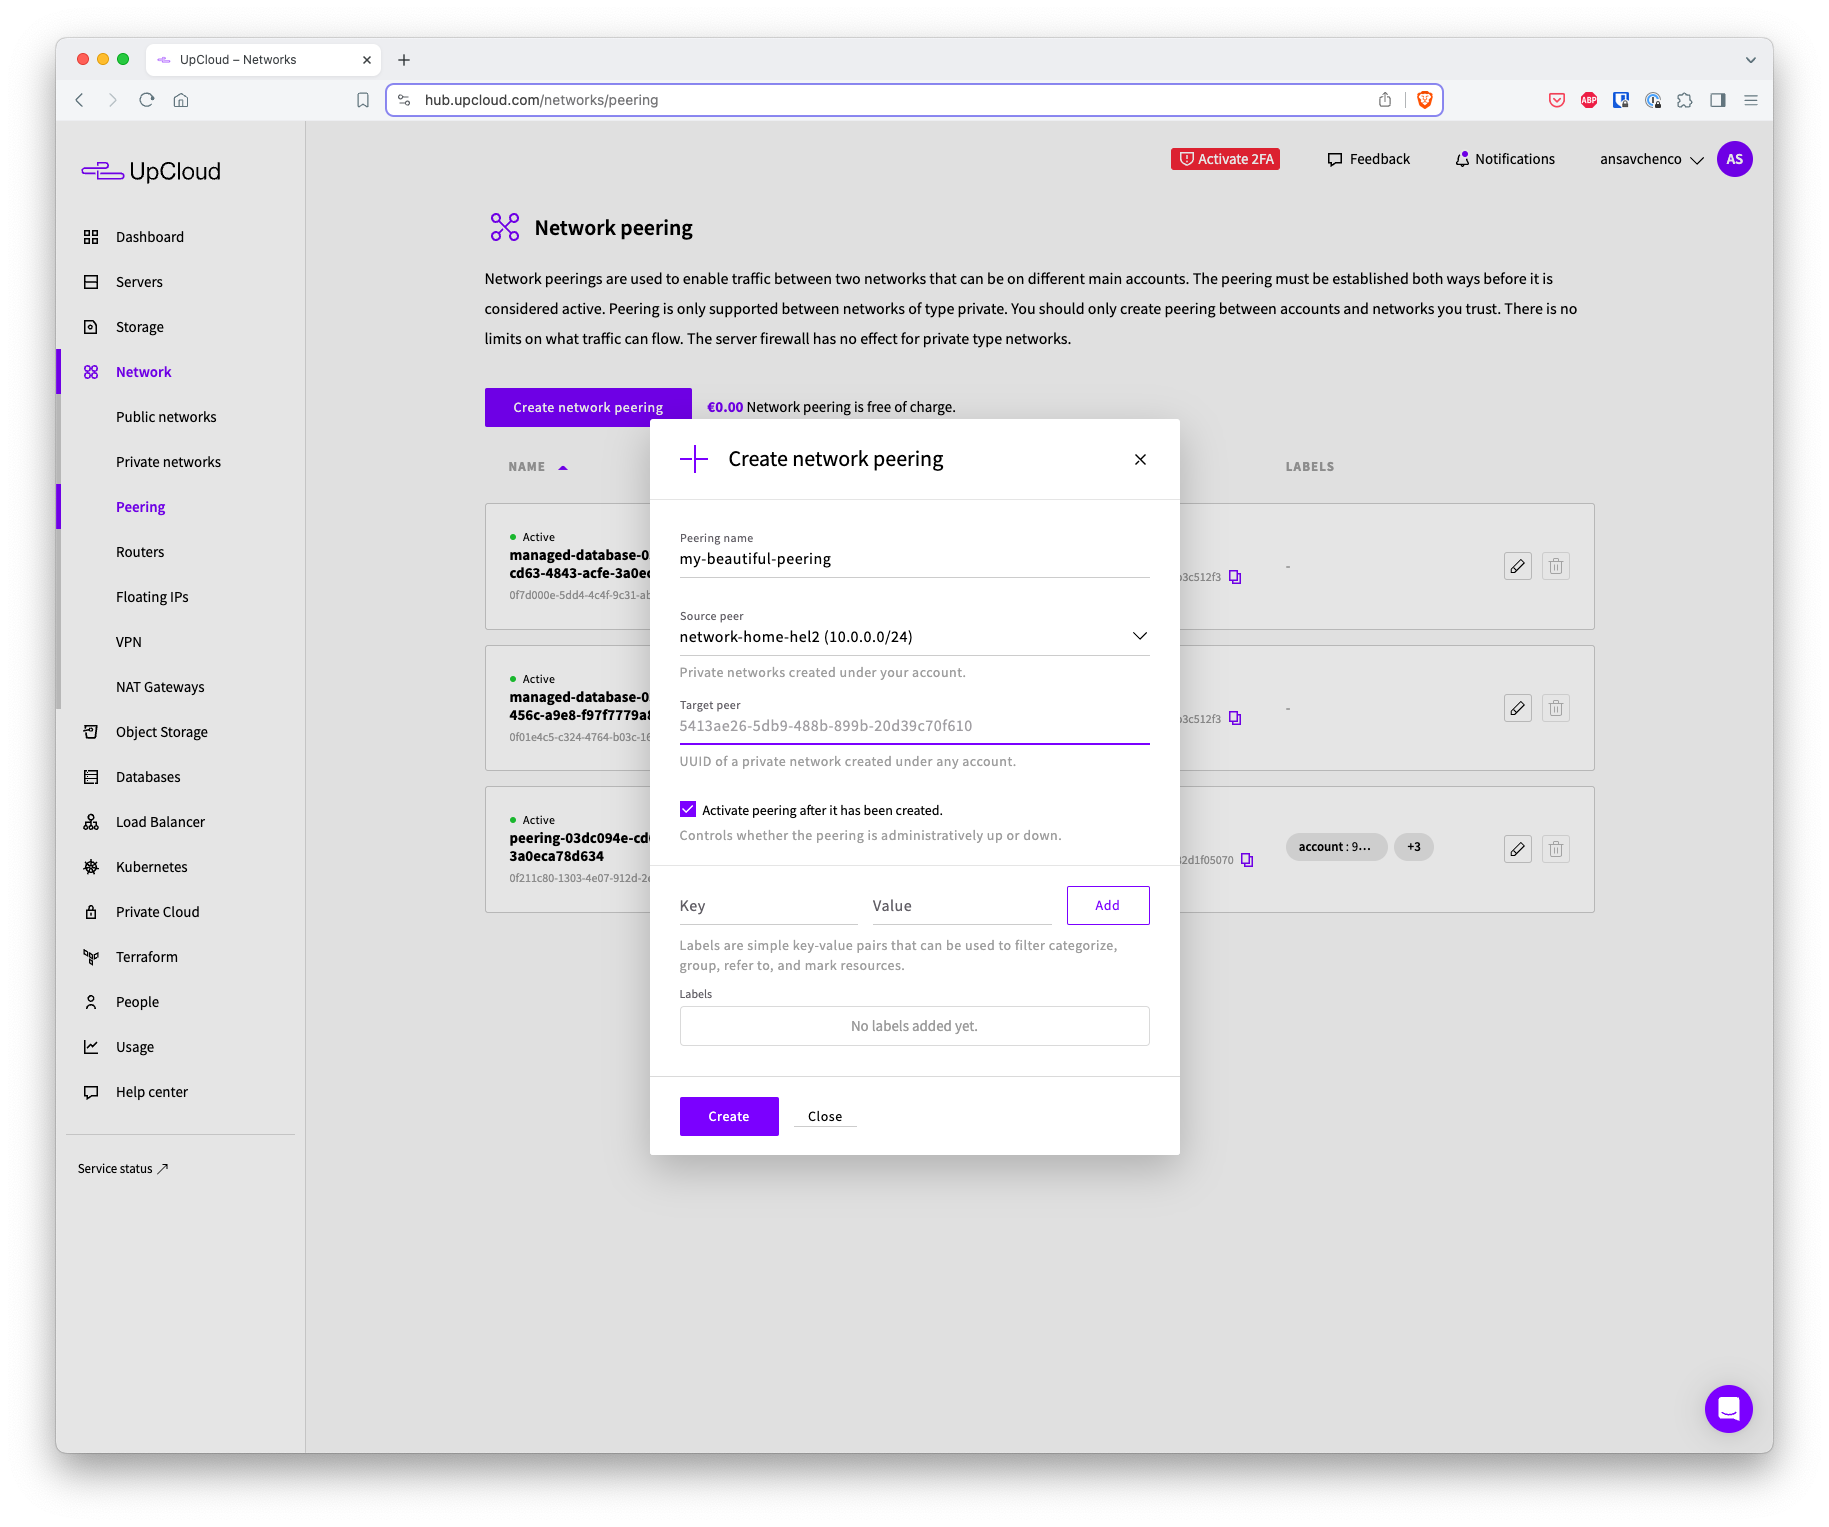 UpCloud – Networks
hub.upcloud.com/networks/peering
ABP
UpCloud
Activate 2FA
Feedback
Notifications
ansavchenco
AS
Dashboard
Servers
Storage
Network
Public networks
Private networks
Peering
Routers
Floating IPs
VPN
NAT Gateways
Object Storage
Databases
Load Balancer
Kubernetes
Private Cloud
Terraform
People
Usage
Help center
Service status
Network peering
Network peerings are used to enable traffic between two networks that can be on different main accounts. The peering must be established both ways before it is
considered active. Peering is only supported between networks of type private. You should only create peering between accounts and networks you trust. There is no
limits on what traffic can flow. The server firewall has no effect for private type networks.
Create network peering
€0.00 Network peering is free of charge.
NAME
LABELS
Active
managed-database-0
cd63-4843-acfe-3a0ec
0f7d000e-5dd4-4c4f-9c31-ab
b3c512f3
-
Active
managed-database-0
456c-a9e8-f97f7779a8
0f01e4c5-c324-4764-b03c-16
b3c512f3
-
Active
peering-03dc094e-cd
3a0eca78d634
0f211c80-1303-4e07-912d-2e
82d1f05070
account : 9...
+3
Create network peering
Peering name
my-beautiful-peering
Source peer
network-home-hel2 (10.0.0.0/24)
Private networks created under your account.
Target peer
5413ae26-5db9-488b-899b-20d39c70f610
UUID of a private network created under any account.
Activate peering after it has been created.
Controls whether the peering is administratively up or down.
Key
Value
Add
Labels are simple key-value pairs that can be used to filter categorize,
group, refer to, and mark resources.
Labels
No labels added yet.
Create
Close